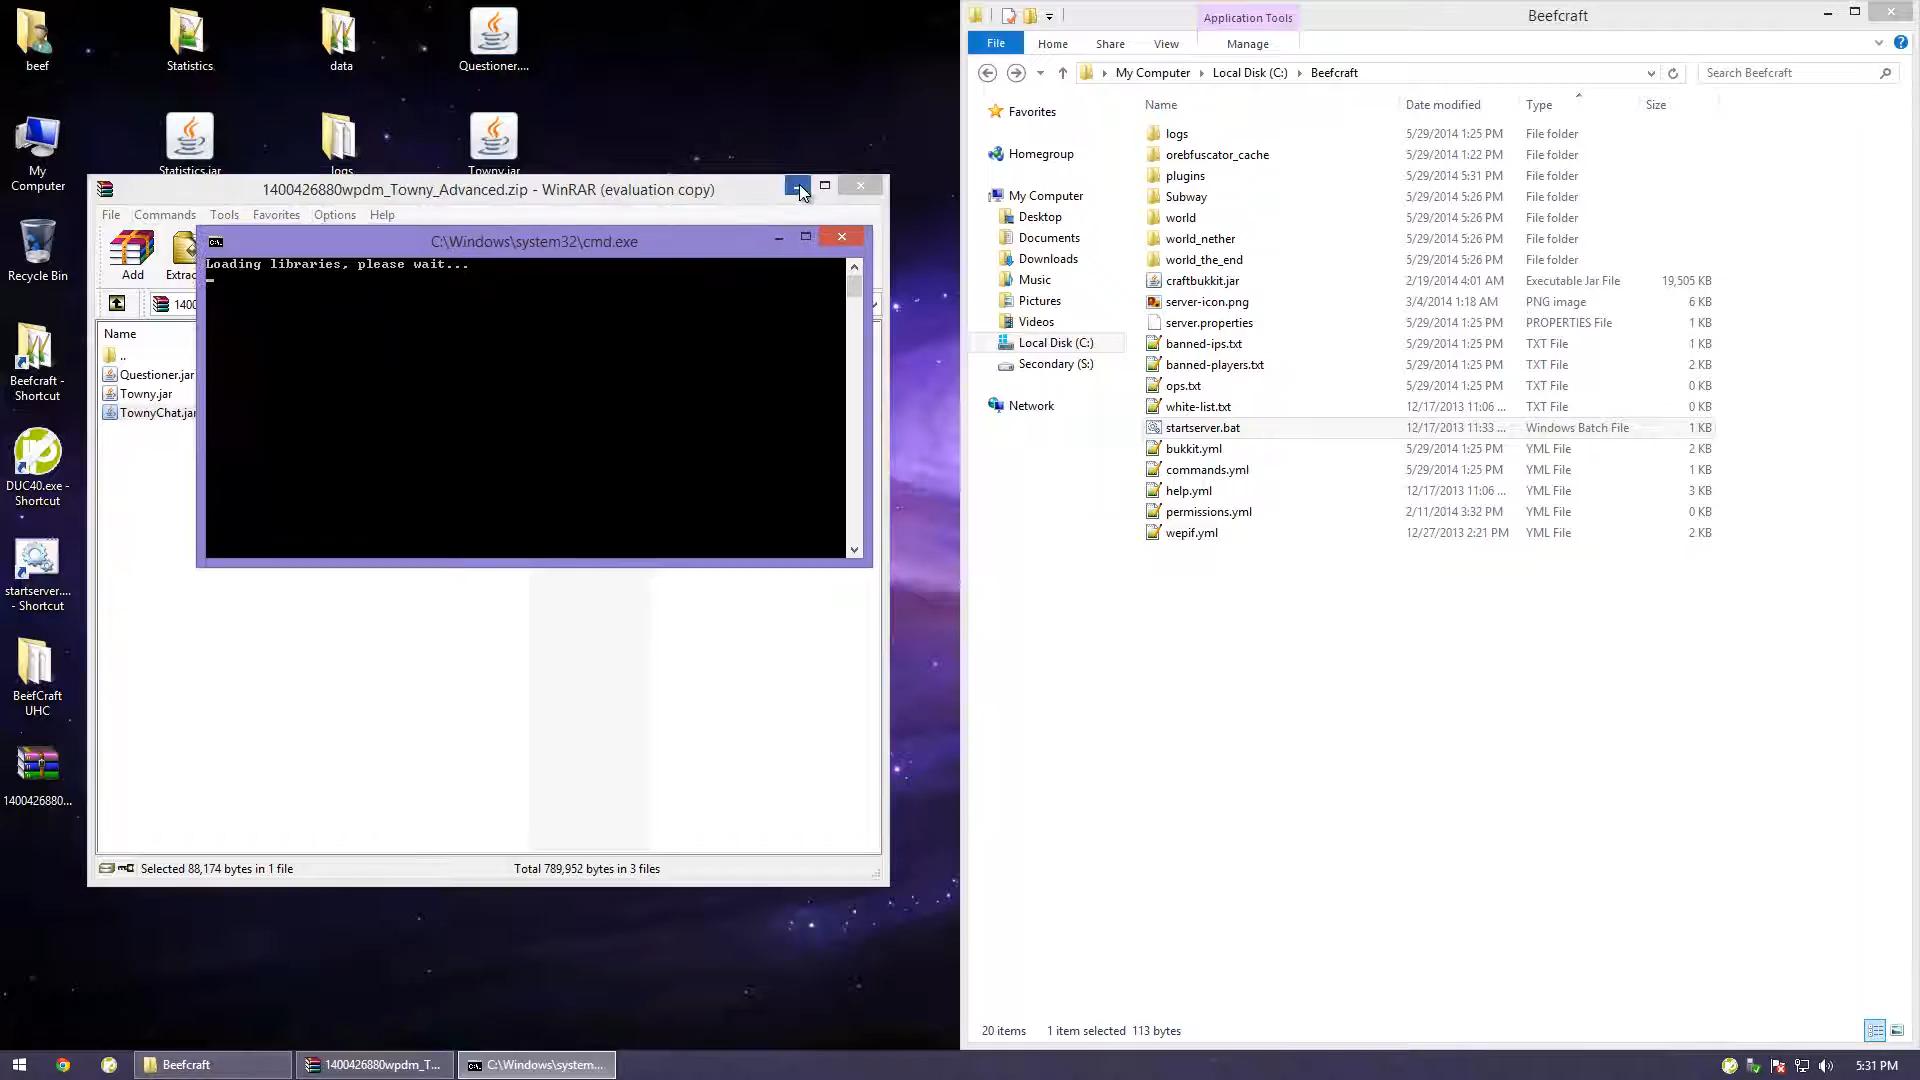 beef
Statistics
data
Questioner....
My
Computer
Statistics.jar
logs
Towny.jar
Recycle Bin
Beefcraft -
Shortcut
DUC40.exe -
Shortcut
startserver....
- Shortcut
BeefCraft
UHC
1400426880...
1400426880wpdm_Towny_Advanced.zip - WinRAR (evaluation copy)
File Commands Tools Favorites Options Help
Add
Extrac
1400
Name
..
Questioner.jar
Towny.jar
TownyChat.jar
Selected 88,174 bytes in 1 file
Total 789,952 bytes in 3 files
C:\Windows\system32\cmd.exe
Loading libraries, please wait...
Application Tools
Beefcraft
File Home Share View Manage
My Computer Local Disk (C:) Beefcraft
Search Beefcraft
Favorites
Homegroup
My Computer
Desktop
Documents
Downloads
Music
Pictures
Videos
Local Disk (C:)
Secondary (S:)
Network
Name Date modified Type Size
logs 5/29/2014 1:25 PM File folder
orebfuscator_cache 5/29/2014 1:22 PM File folder
plugins 5/29/2014 5:31 PM File folder
Subway 5/29/2014 5:26 PM File folder
world 5/29/2014 5:26 PM File folder
world_nether 5/29/2014 5:26 PM File folder
world_the_end 5/29/2014 5:26 PM File folder
craftbukkit.jar 2/19/2014 4:01 AM Executable Jar File 19,505 KB
server-icon.png 3/4/2014 1:18 AM PNG image 6 KB
server.properties 5/29/2014 1:25 PM PROPERTIES File 1 KB
banned-ips.txt 5/29/2014 1:25 PM TXT File 1 KB
banned-players.txt 5/29/2014 1:25 PM TXT File 2 KB
ops.txt 5/29/2014 1:25 PM TXT File 0 KB
white-list.txt 12/17/2013 11:06 ... TXT File 0 KB
startserver.bat 12/17/2013 11:33 ... Windows Batch File 1 KB
bukkit.yml 5/29/2014 1:25 PM YML File 2 KB
commands.yml 5/29/2014 1:25 PM YML File 1 KB
help.yml 12/17/2013 11:06 ... YML File 3 KB
permissions.yml 2/11/2014 3:32 PM YML File 0 KB
wepif.yml 12/27/2013 2:21 PM YML File 2 KB
20 items 1 item selected 113 bytes
Beefcraft
1400426880wpdm_T...
C:\Windows\system...
5:31 PM